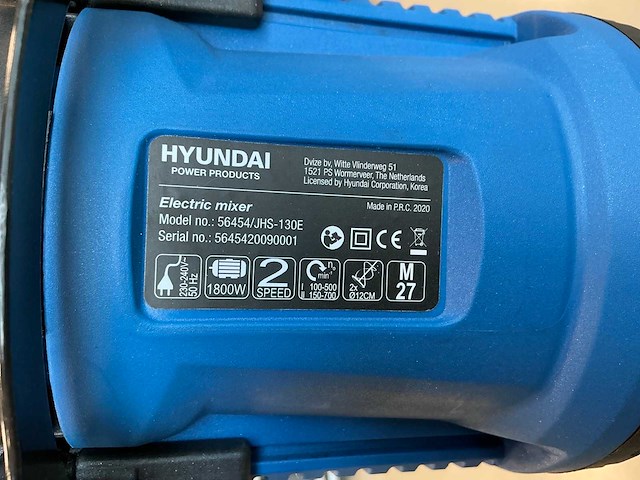 HYUNDAI
POWER PRODUCTS
Dvize bv, Witte Vlinderweg 51
1521 PS Wormerveer, The Netherlands
Licensed by Hyundai Corporation, Korea
Electric mixer
Made in P.R.C. 2020
Model no.: 56454/JHS-130E
Serial no.: 5645420090001
CE
230-240V~
50 Hz
1800W
2
SPEED
n₀
min⁻¹
I 100-500
II 150-700
2x
Ø12CM
M
27